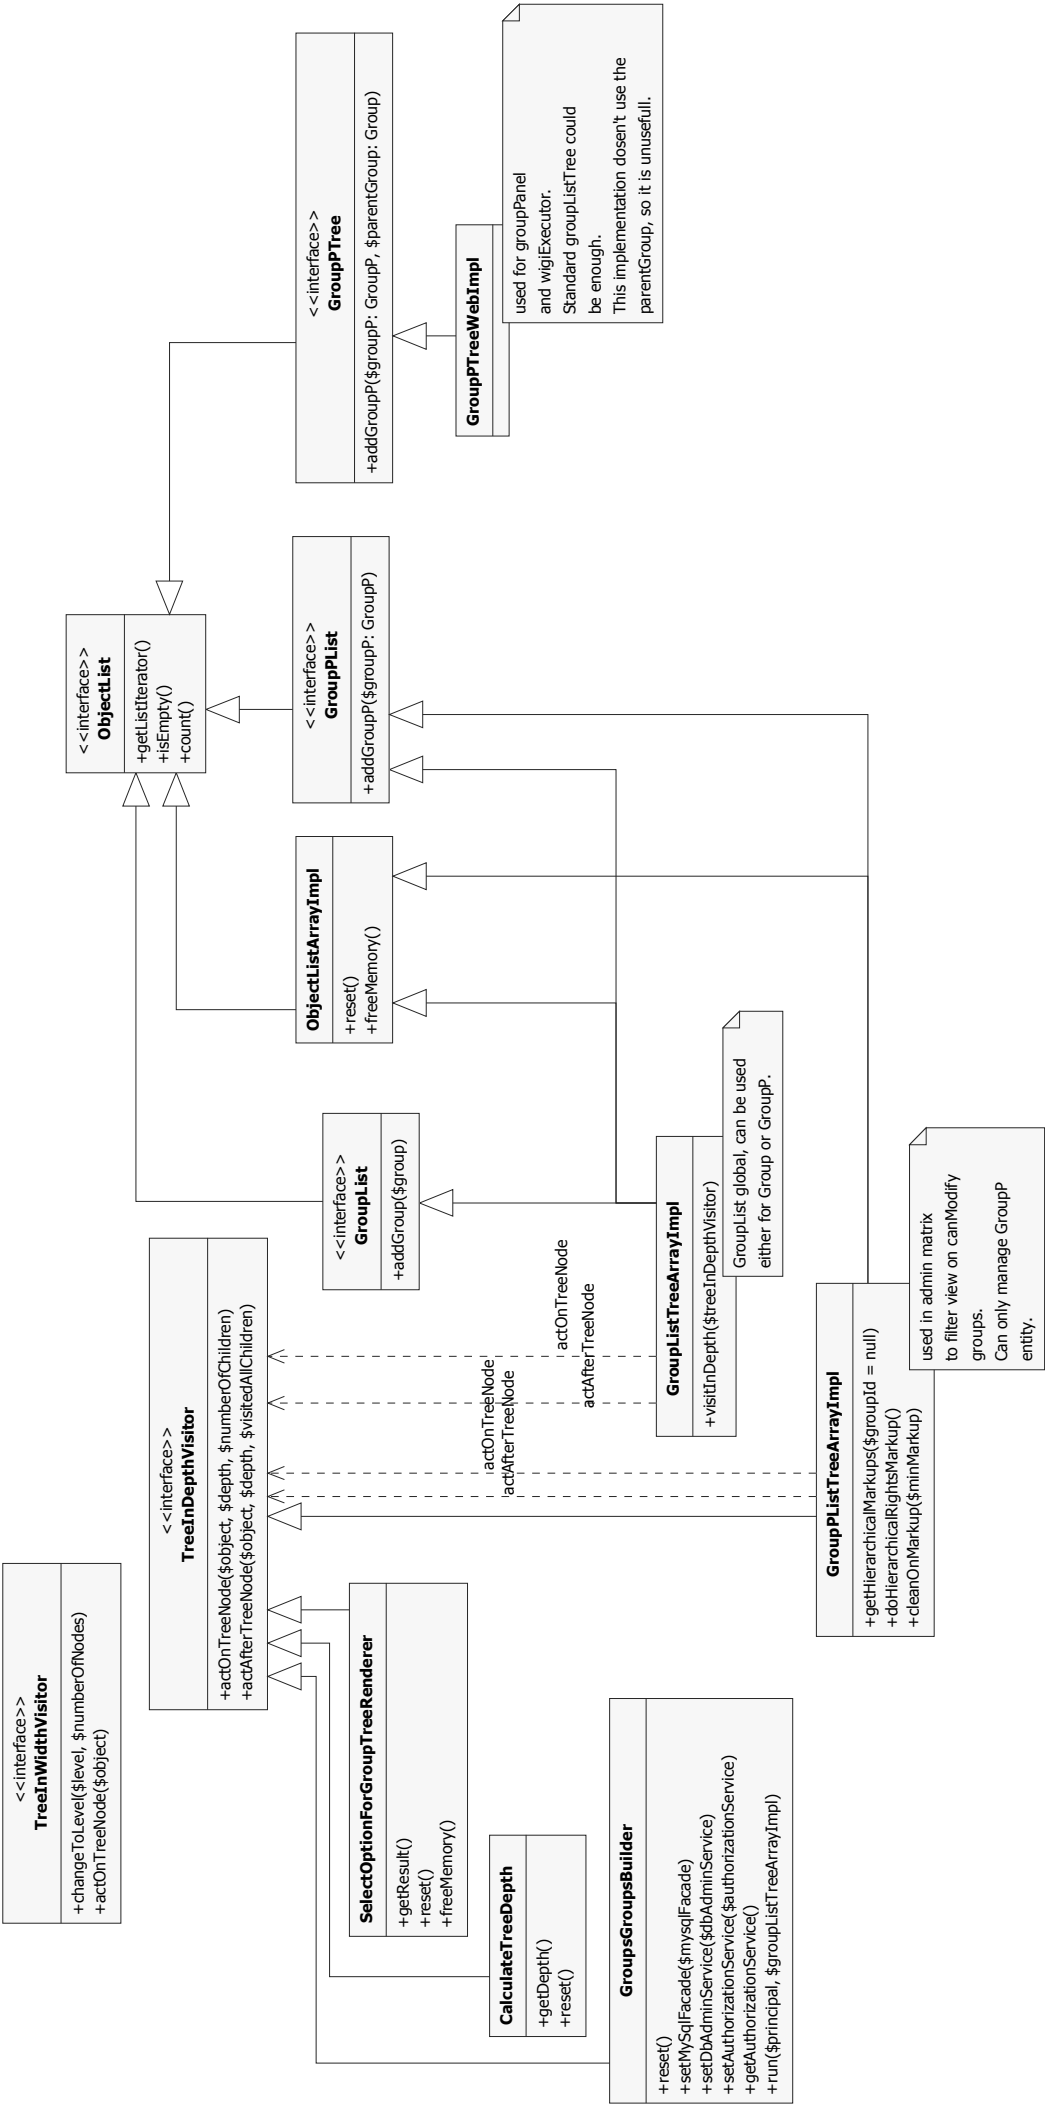 <<interface>>
TreeInWidthVisitor
+changeToLevel($level, $numberOfNodes)
+actOnTreeNode($object)
<<interface>>
TreeInDepthVisitor
+actOnTreeNode($object, $depth, $numberOfChildren)
+actAfterTreeNode($object, $depth, $visitedAllChildren)
<<interface>>
ObjectList
+getListIterator()
+isEmpty()
+count()
SelectOptionForGroupTreeRenderer
+getResult()
+reset()
+freeMemory()
CalculateTreeDepth
+getDepth()
+reset()
GroupsGroupsBuilder
+reset()
+setMySqlFacade($mysqlFacade)
+setDbAdminService($dbAdminService)
+setAuthorizationService($authorizationService)
+getAuthorizationService()
+run($principal, $groupListTreeArrayImpl)
<<interface>>
GroupList
+addGroup($group)
ObjectListArrayImpl
+reset()
+freeMemory()
<<interface>>
GroupPList
+addGroupP($groupP: GroupP)
<<interface>>
GroupPTree
+addGroupP($groupP: GroupP, $parentGroup: Group)
GroupPTreeWebImpl
used for groupPanel
and wigiExecutor.
Standard groupListTree could
be enough.
This implementation dosen't use the
parentGroup, so it is unusefull.
actOnTreeNode
actAfterTreeNode
actOnTreeNode
actAfterTreeNode
GroupListTreeArrayImpl
+visitInDepth($treeInDepthVisitor)
GroupList global, can be used
either for Group or GroupP.
GroupPListTreeArrayImpl
+getHierarchicalMarkups($groupId = null)
+doHierarchicalRightsMarkup()
+cleanOnMarkup($minMarkup)
used in admin matrix
to filter view on canModify
groups.
Can only manage GroupP
entity.